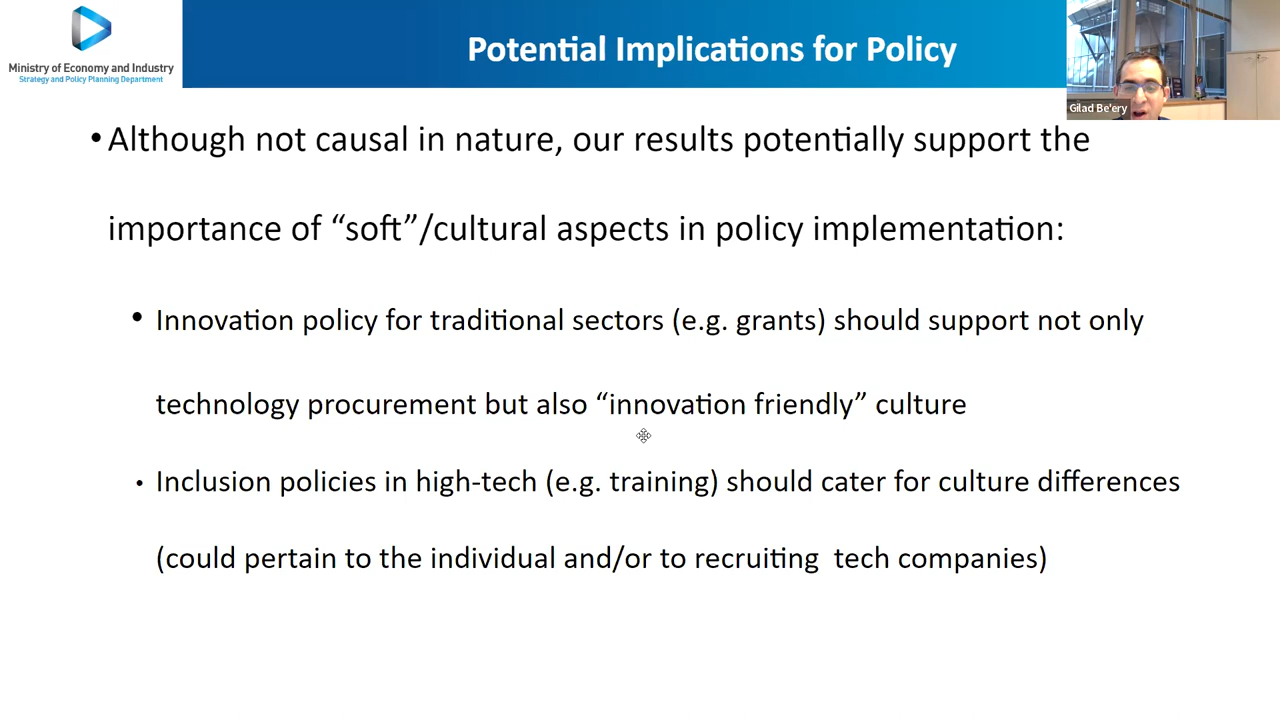 Ministry of Economy and Industry
Strategy and Policy Planning Department
Potential Implications for Policy
Gilad Be'ery
•Although not causal in nature, our results potentially support the
importance of “soft”/cultural aspects in policy implementation:
• Innovation policy for traditional sectors (e.g. grants) should support not only
technology procurement but also “innovation friendly” culture
• Inclusion policies in high-tech (e.g. training) should cater for culture differences
(could pertain to the individual and/or to recruiting  tech companies)